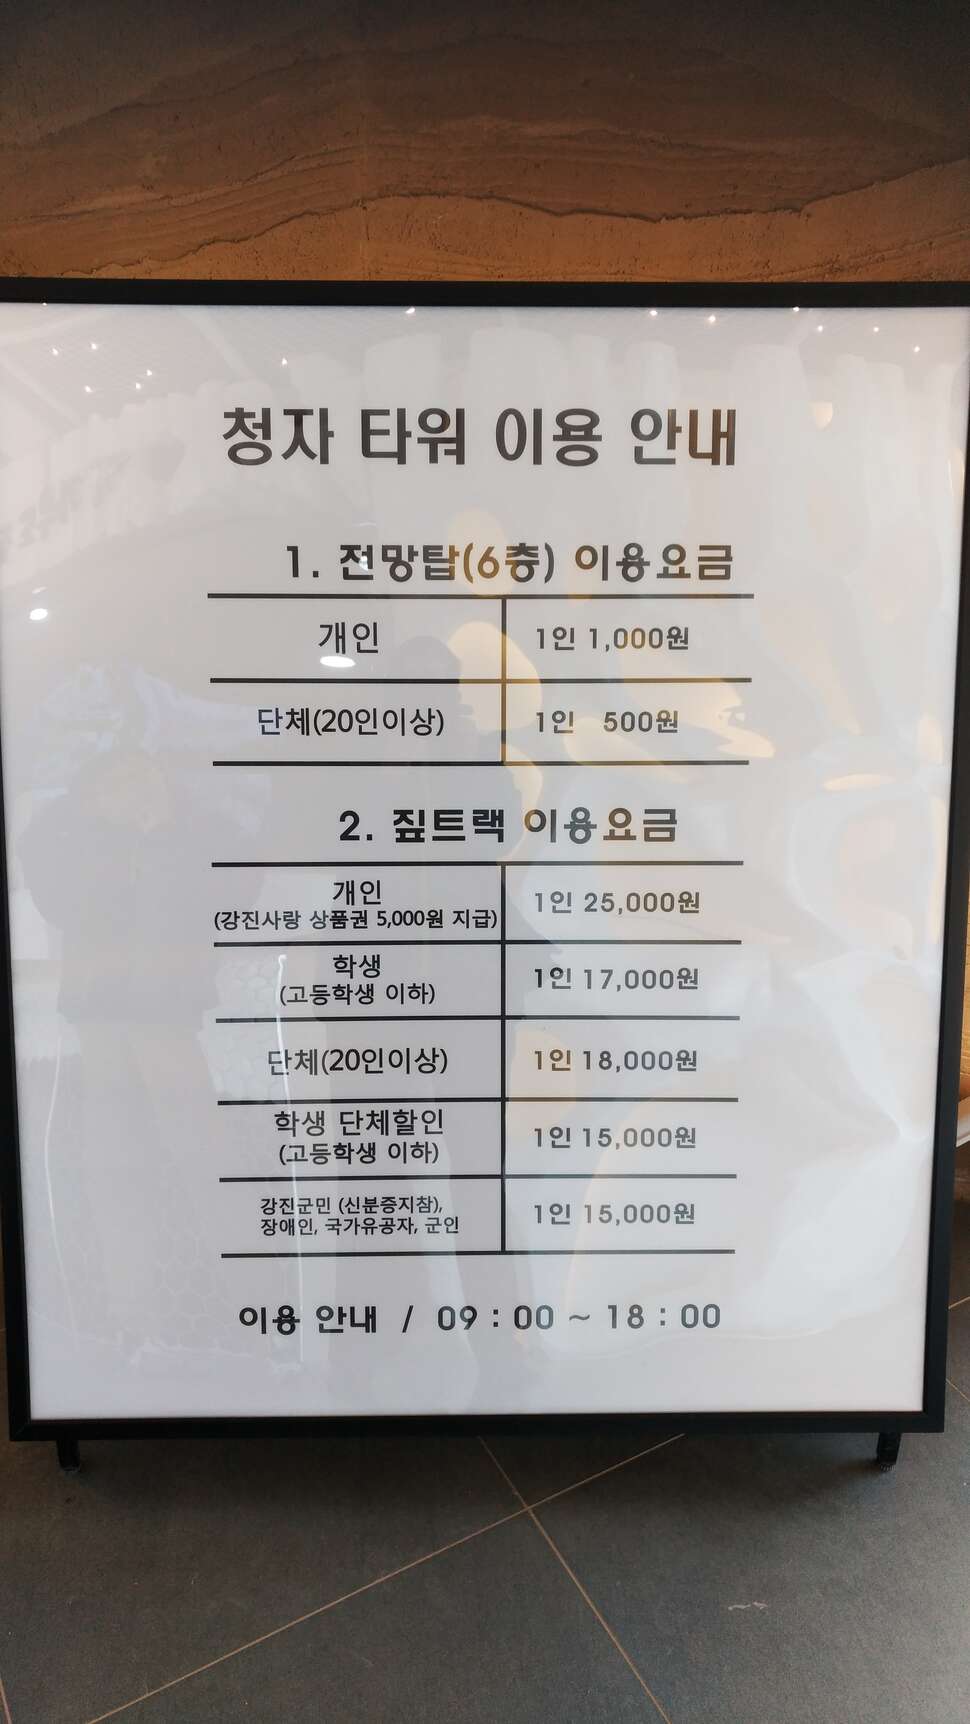 청자 타워 이용 안내
1. 전망탑(6층) 이용요금
개인 1인 1,000원
단체(20인이상) 1인 500원
2. 짚트랙 이용요금
개인
(강진사랑 상품권 5,000원 지급) 1인 25,000원
학생
(고등학생 이하) 1인 17,000원
단체(20인이상) 1인 18,000원
학생 단체할인
(고등학생 이하) 1인 15,000원
강진군민 (신분증지참),
장애인, 국가유공자, 군인 1인 15,000원
이용 안내 / 09 : 00 ~ 18 : 00